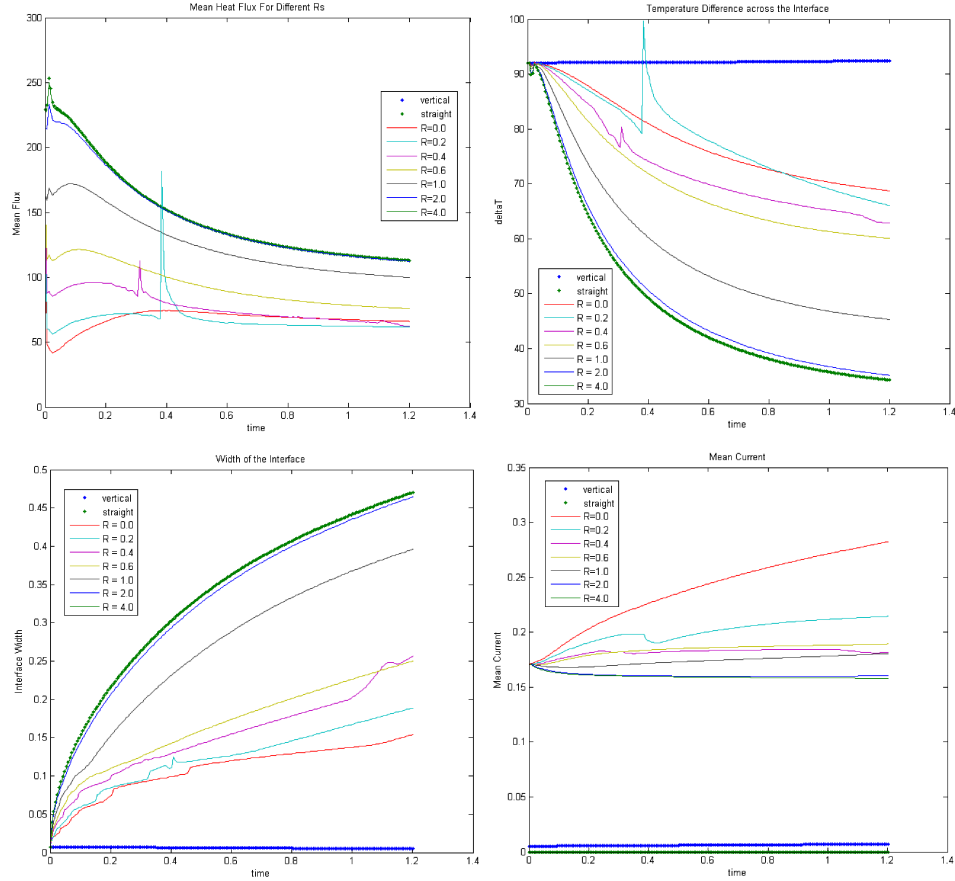 Mean Heat Flux For Different Rs
300
250
200
150
100
50
0
Mean Flux
vertical
straight
R=0.0
R=0.2
R=0.4
R=0.6
R=1.0
R=2.0
R=4.0
0 0.2 0.4 0.6 0.8 1 1.2 1.4
time
Temperature Difference across the Interface
100
90
80
70
60
50
40
30
deltaT
vertical
straight
R = 0.0
R = 0.2
R = 0.4
R = 0.6
R = 1.0
R = 2.0
R = 4.0
0 0.2 0.4 0.6 0.8 1 1.2 1.4
time
Width of the Interface
0.5
0.45
0.4
0.35
0.3
0.25
0.2
0.15
0.1
0.05
0
Interface Width
vertical
straight
R = 0.0
R = 0.2
R = 0.4
R = 0.6
R = 1.0
R = 2.0
R = 4.0
0 0.2 0.4 0.6 0.8 1 1.2 1.4
time
Mean Current
0.35
0.3
0.25
0.2
0.15
0.1
0.05
0
Mean Current
vertical
straight
R=0.0
R=0.2
R=0.4
R=0.6
R=1.0
R=2.0
R=4.0
0 0.2 0.4 0.6 0.8 1 1.2 1.4
time